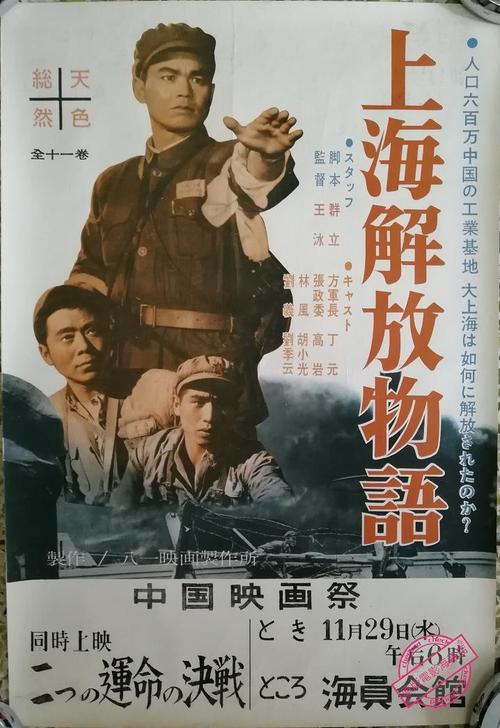 ● 人口六百万中国の工業基地 大上海は如何に解放されたのか?
上海解放物語
総天
然色
全十一巻
●スタッフ
脚本 群立
監督 王冰
●キャスト
方軍長 丁元
張政委 高岩
林風 胡小光
劉義 劉季云
製作 / 八一映画製作所
中国映画祭
同時上映
二つの運命の決戦
とき 11月29日(水)
午后6時
ところ 海員会館